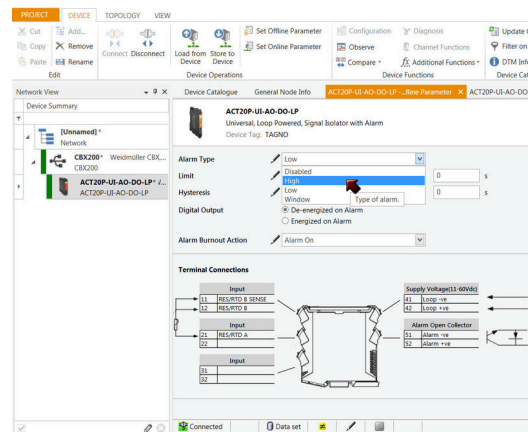 PROJECT DEVICE TOPOLOGY VIEW
Cut Add...
Copy Remove
Paste Rename
Connect Disconnect
Load from Device Store to Device
Set Offline Parameter
Set Online Parameter
Configuration Diagnosis
Observe Channel Functions
Compare Additional Functions
Update
Filter on
DTM Info
Edit Device Operations Device Functions Device Cat
Network View
Device Summary
[Unnamed] *
Network
CBX200* Weidmüller CBX,...
CBX200
ACT20P-UI-AO-DO-LP* /...
ACT20P-UI-AO-DO-LP
Device Catalogue General Node Info ACT20P-UI-AO-DO-LP -...fline Parameter ACT20P-UI-AO-DO
ACT20P-UI-AO-DO-LP
Universal, Loop Powered, Signal Isolator with Alarm
Device Tag: TAGNO
Alarm Type Low
Disabled
High
Low
Window
Type of alarm.
Limit 0 s
Hysteresis 0 s
Digital Output De-energized on Alarm
Energized on Alarm
Alarm Burnout Action Alarm On
Terminal Connections
Input
11 RES/RTD B SENSE
12 RES/RTD B
Input
21 RES/RTD A
22
Input
31
32
Supply Voltage(11-60Vdc)
41 Loop -ve
42 Loop +ve
Alarm Open Collector
51 Alarm -ve
52 Alarm +ve
Connected Data set